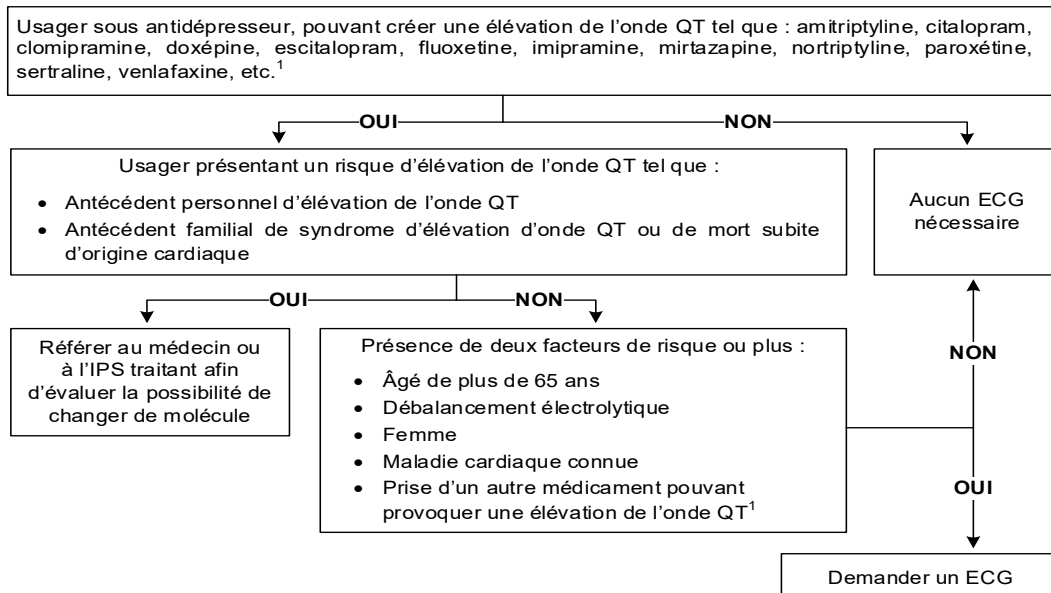 Usager sous antidépresseur, pouvant créer une élévation de l'onde QT tel que : amitriptyline, citalopram,
clomipramine, doxépine, escitalopram, fluoxetine, imipramine, mirtazapine, nortriptyline, paroxétine,
sertraline, venlafaxine, etc.¹
OUI
NON
Usager présentant un risque d'élévation de l'onde QT tel que :
• Antécédent personnel d'élévation de l'onde QT
• Antécédent familial de syndrome d'élévation d'onde QT ou de mort subite
d'origine cardiaque
Aucun ECG
nécessaire
OUI
NON
Référer au médecin ou
à l'IPS traitant afin
d'évaluer la possibilité de
changer de molécule
Présence de deux facteurs de risque ou plus :
• Âgé de plus de 65 ans
• Débalancement électrolytique
• Femme
• Maladie cardiaque connue
• Prise d'un autre médicament pouvant
provoquer une élévation de l'onde QT¹
NON
OUI
Demander un ECG